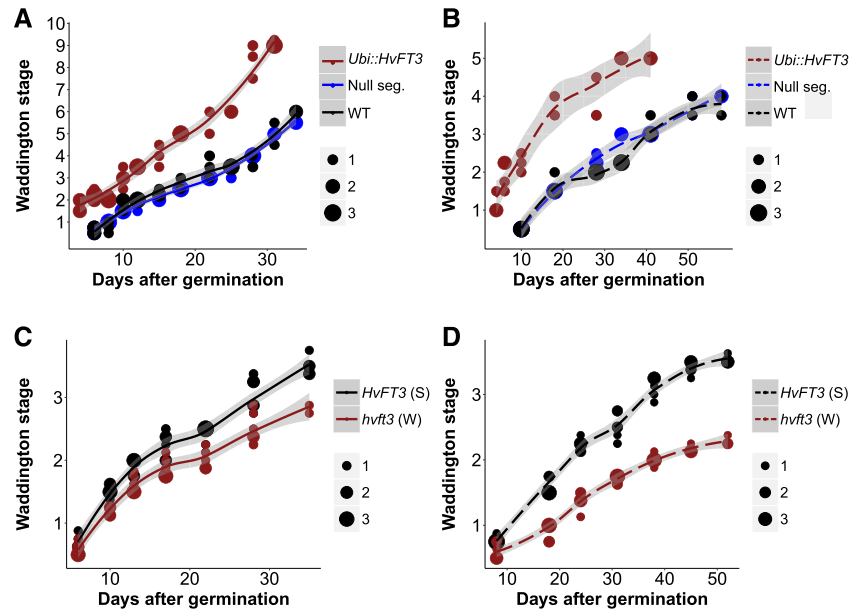 A
Waddington stage
10
9
8
7
6
5
4
3
2
1
10
20
30
Days after germination
Ubi::HvFT3
Null seg.
WT
1
2
3
B
Waddington stage
5
4
3
2
1
10
20
30
40
50
Days after germination
Ubi::HvFT3
Null seg.
WT
1
2
3
C
Waddington stage
3
2
1
10
20
30
Days after germination
HvFT3 (S)
hvft3 (W)
1
2
3
D
Waddington stage
3
2
1
10
20
30
40
50
Days after germination
HvFT3 (S)
hvft3 (W)
1
2
3